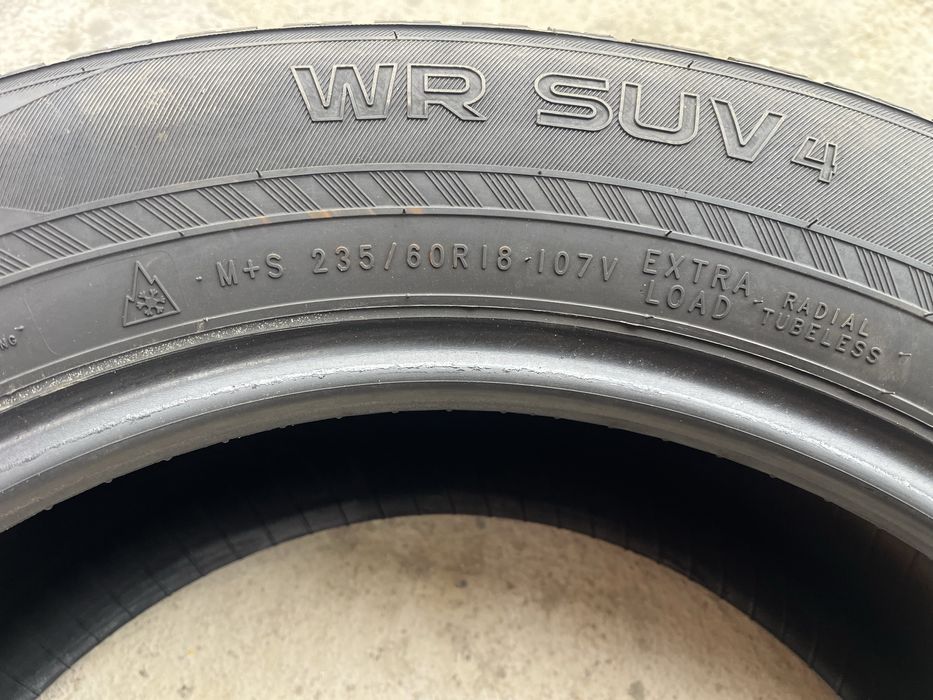 WR SUV 4
M+S 235/60R18 107V EXTRA LOAD RADIAL TUBELESS